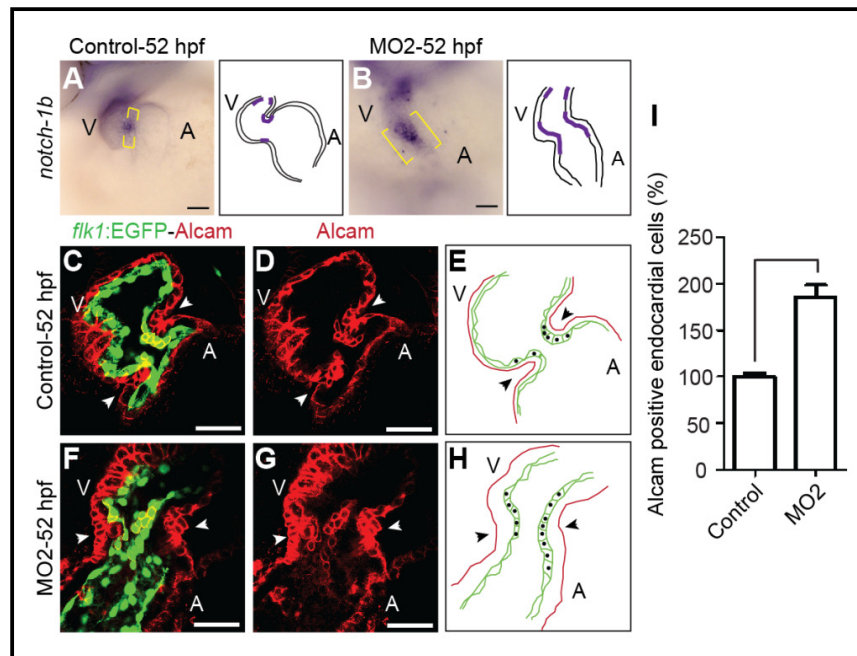 Control-52 hpf
MO2-52 hpf
notch-1b
A
V
A
V
A
B
V
A
V
A
I
flk1:EGFP-Alcam
Alcam
Control-52 hpf
C
V
A
D
E
V
A
MO2-52 hpf
F
V
A
G
H
V
A
Alcam positive endocardial cells (%)
250
200
150
100
50
0
Control
MO2